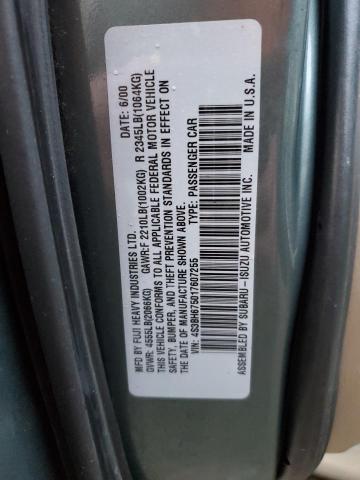 MFD BY FUJI HEAVY INDUSTRIES LTD. DATE: 6/00
GVWR: 4555LB(2066KG) GAWR:F 2210LB(1002KG) R 2345LB(1064KG)
THIS VEHICLE CONFORMS TO ALL APPLICABLE FEDERAL MOTOR VEHICLE
SAFETY, BUMPER, AND THEFT PREVENTION STANDARDS IN EFFECT ON
THE DATE OF MANUFACTURE SHOWN ABOVE.
VIN: 4S3BH675017607255 TYPE: PASSENGER CAR
ASSEMBLED BY SUBARU-ISUZU AUTOMOTIVE INC. MADE IN U.S.A.